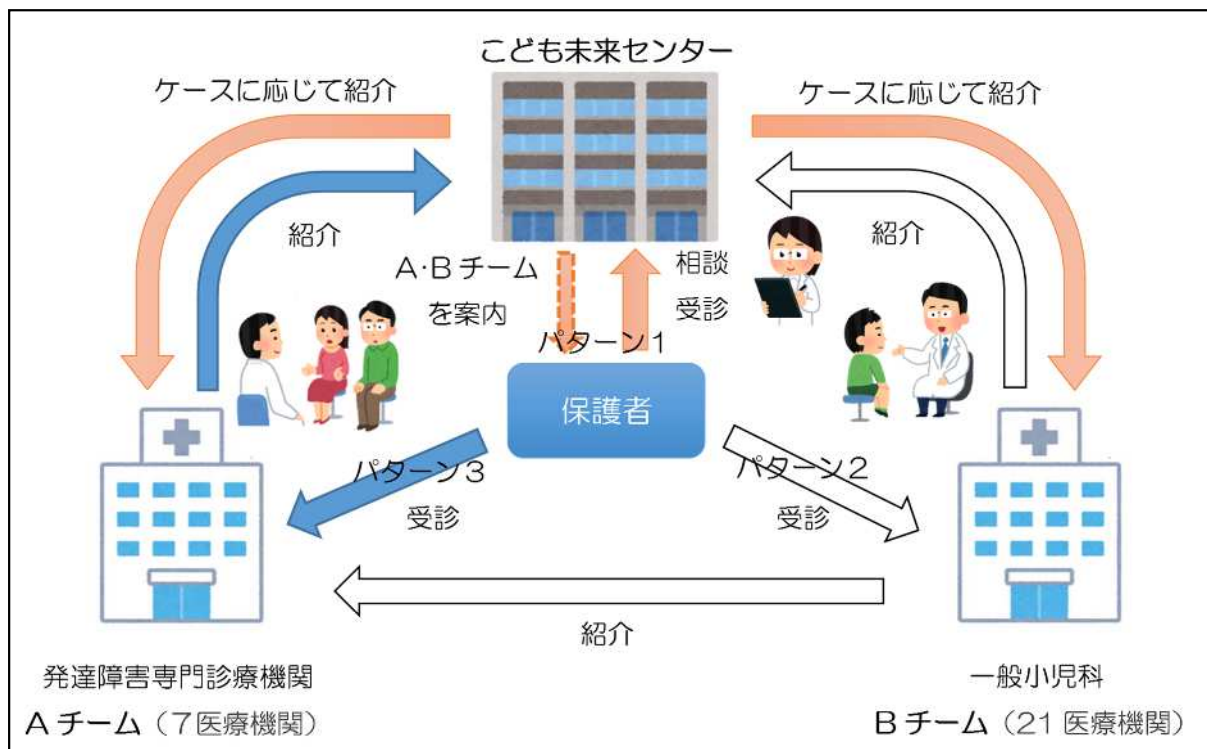 こども未来センター
ケースに応じて紹介
ケースに応じて紹介
紹介
紹介
A・Bチーム
を案内
相談
受診
パターン1
保護者
パターン3
受診
パターン2
受診
紹介
発達障害専門診療機関
Aチーム（7医療機関）
一般小児科
Bチーム（21医療機関）